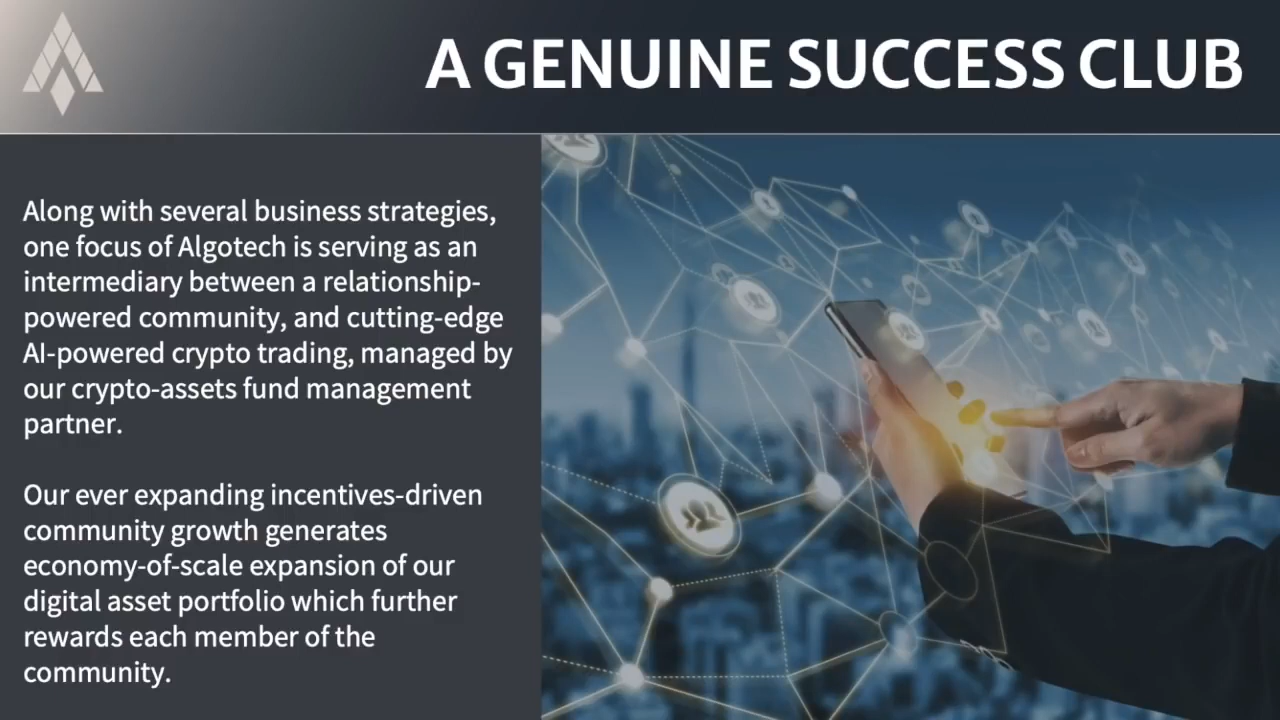 A GENUINE SUCCESS CLUB
Along with several business strategies,
one focus of Algotech is serving as an
intermediary between a relationship-
powered community, and cutting-edge
AI-powered crypto trading, managed by
our crypto-assets fund management
partner.
Our ever expanding incentives-driven
community growth generates
economy-of-scale expansion of our
digital asset portfolio which further
rewards each member of the
community.